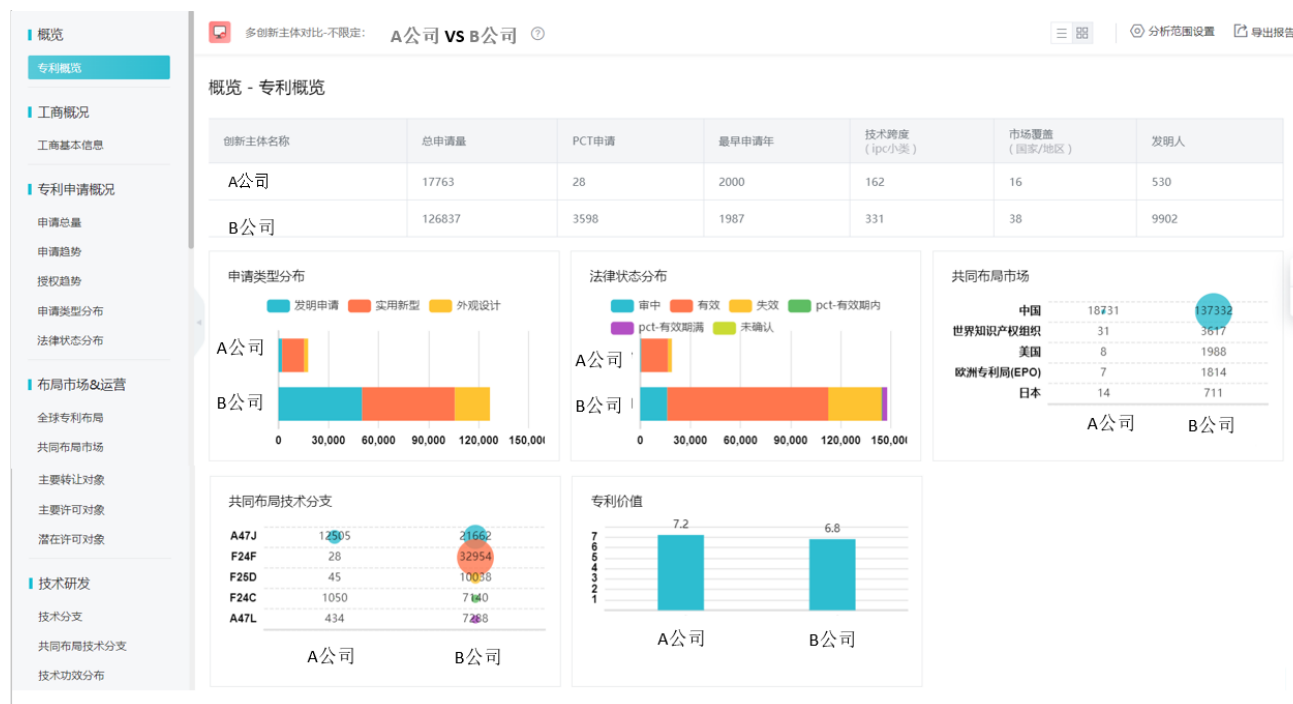 概览
专利概览
工商概况
工商基本信息
专利申请概况
申请总量
申请趋势
授权趋势
申请类型分布
法律状态分布
布局市场&运营
全球专利布局
共同布局市场
主要转让对象
主要许可对象
潜在许可对象
技术研发
技术分支
共同布局技术分支
技术功效分布
多创新主体对比-不限定： A公司 VS B公司 ?
分析范围设置 导出报告
概览 - 专利概览
创新主体名称 总申请量 PCT申请 最早申请年 技术跨度（ipc小类） 市场覆盖（国家/地区） 发明人
A公司 17763 28 2000 162 16 530
B公司 126837 3598 1987 331 38 9902
申请类型分布
发明申请 实用新型 外观设计
A公司
B公司
0 30,000 60,000 90,000 120,000 150,000
法律状态分布
审中 有效 失效 pct-有效期内
pct-有效期满 未确认
A公司
B公司
0 30,000 60,000 90,000 120,000 150,000
共同布局市场
中国 18731 137332
世界知识产权组织 31 3617
美国 8 1988
欧洲专利局(EPO) 7 1814
日本 14 711
A公司 B公司
共同布局技术分支
A47J 12505 21662
F24F 28 32954
F25D 45 10038
F24C 1050 7140
A47L 434 7288
A公司 B公司
专利价值
7.2 6.8
7
6
5
4
3
2
1
A公司 B公司